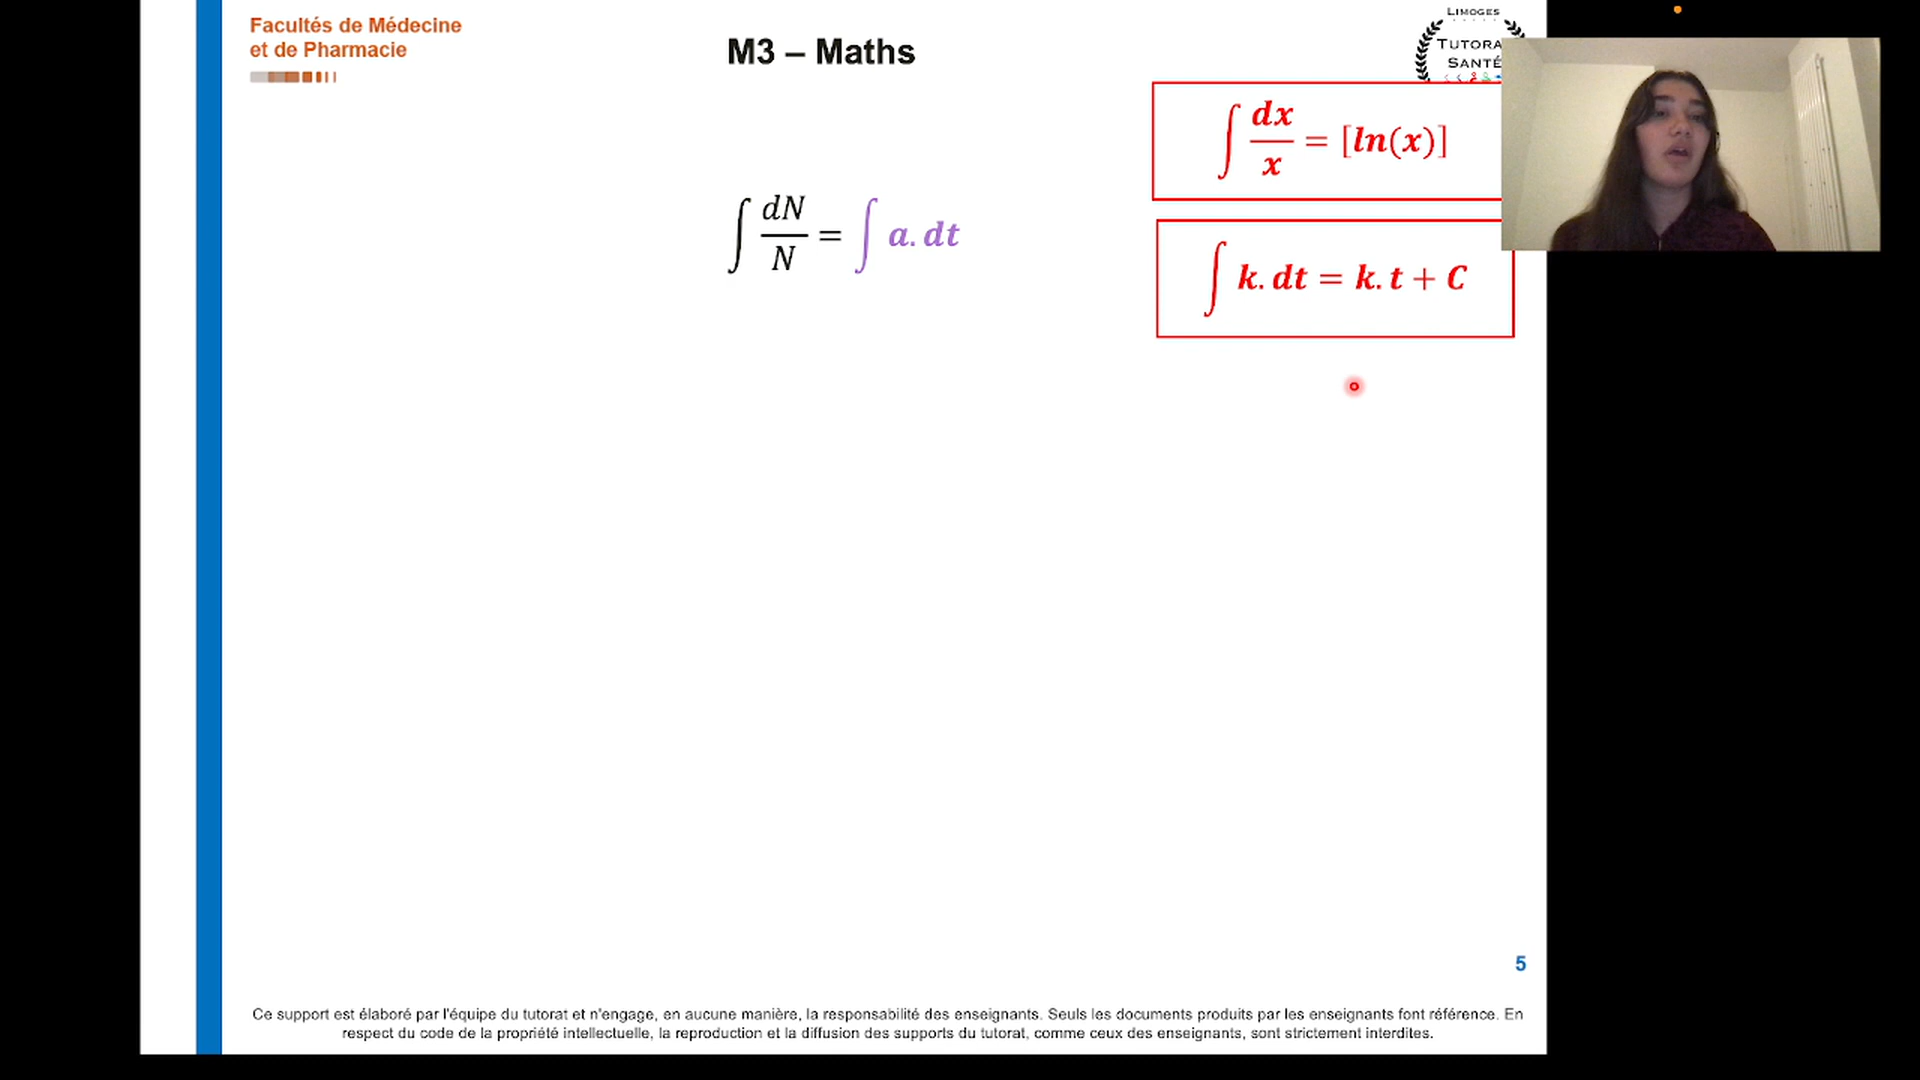 Facultés de Médecine
et de Pharmacie
M3 – Maths
LIMOGES
TUTORA
SANTÉ
∫ dx/x = [ln(x)]
∫ dN/N = ∫ a. dt
∫ k. dt = k. t + C
5
Ce support est élaboré par l'équipe du tutorat et n'engage, en aucune manière, la responsabilité des enseignants. Seuls les documents produits par les enseignants font référence. En
respect du code de la propriété intellectuelle, la reproduction et la diffusion des supports du tutorat, comme ceux des enseignants, sont strictement interdites.